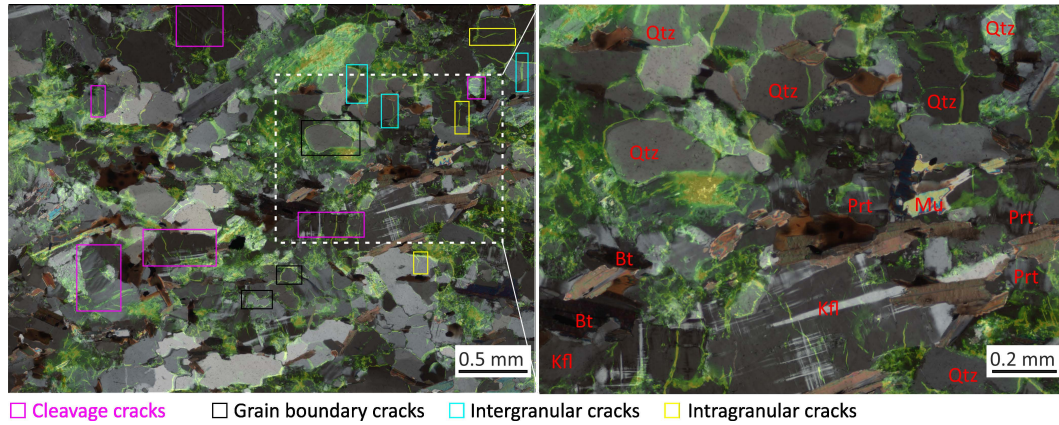 Qtz
Qtz
Qtz
Qtz
Qtz
Prt
Mu
Prt
Bt
Prt
Kfl
Bt
Kfl
Qtz
0.5 mm
0.2 mm
Cleavage cracks
Grain boundary cracks
Intergranular cracks
Intragranular cracks